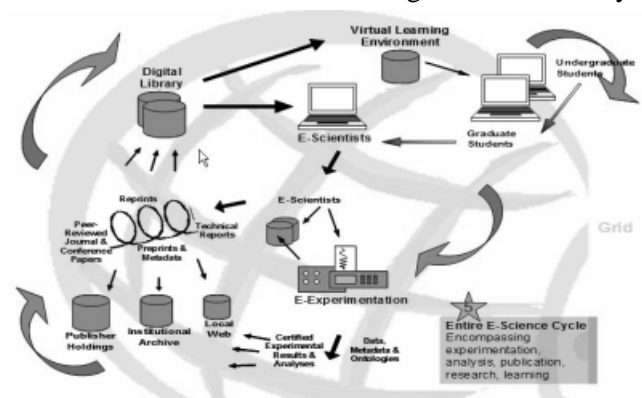 Virtual Learning
Environment
Digital
Library
Undergraduate
Students
E-Scientists
Graduate
Students
Reprints
E-Scientists
Peer-
Reviewed
Journal &
Conference
Papers
Technical
Reports
Preprints &
Metadata
Grid
E-Experimentation
5
Publisher
Holdings
Institutional
Archive
Local
Web
Certified
Experimental
Results &
Analyses
Data,
Metadata &
Ontologies
Entire E-Science Cycle
Encompassing
experimentation,
analysis, publication,
research, learning